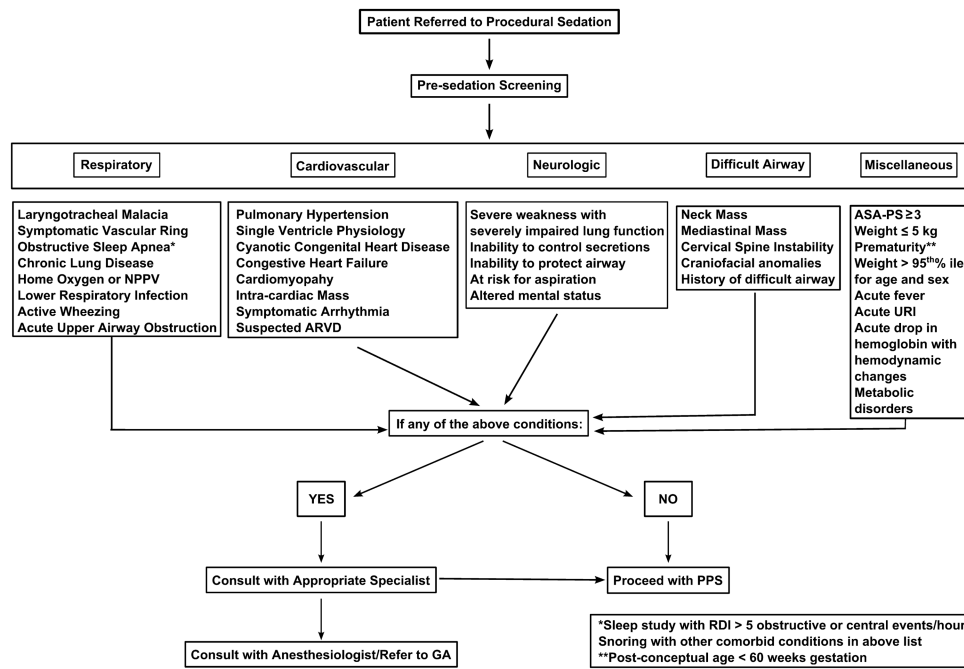 Patient Referred to Procedural Sedation
Pre-sedation Screening
Respiratory
Cardiovascular
Neurologic
Difficult Airway
Miscellaneous
Laryngotracheal Malacia
Symptomatic Vascular Ring
Obstructive Sleep Apnea*
Chronic Lung Disease
Home Oxygen or NPPV
Lower Respiratory Infection
Active Wheezing
Acute Upper Airway Obstruction
Pulmonary Hypertension
Single Ventricle Physiology
Cyanotic Congenital Heart Disease
Congestive Heart Failure
Cardiomyopahy
Intra-cardiac Mass
Symptomatic Arrhythmia
Suspected ARVD
Severe weakness with
severely impaired lung function
Inability to control secretions
Inability to protect airway
At risk for aspiration
Altered mental status
Neck Mass
Mediastinal Mass
Cervical Spine Instability
Craniofacial anomalies
History of difficult airway
ASA-PS ≥ 3
Weight ≤ 5 kg
Prematurity**
Weight > 95th% ile
for age and sex
Acute fever
Acute URI
Acute drop in
hemoglobin with
hemodynamic
changes
Metabolic
disorders
If any of the above conditions:
YES
NO
Consult with Appropriate Specialist
Proceed with PPS
Consult with Anesthesiologist/Refer to GA
*Sleep study with RDI > 5 obstructive or central events/hour
Snoring with other comorbid conditions in above list
**Post-conceptual age < 60 weeks gestation